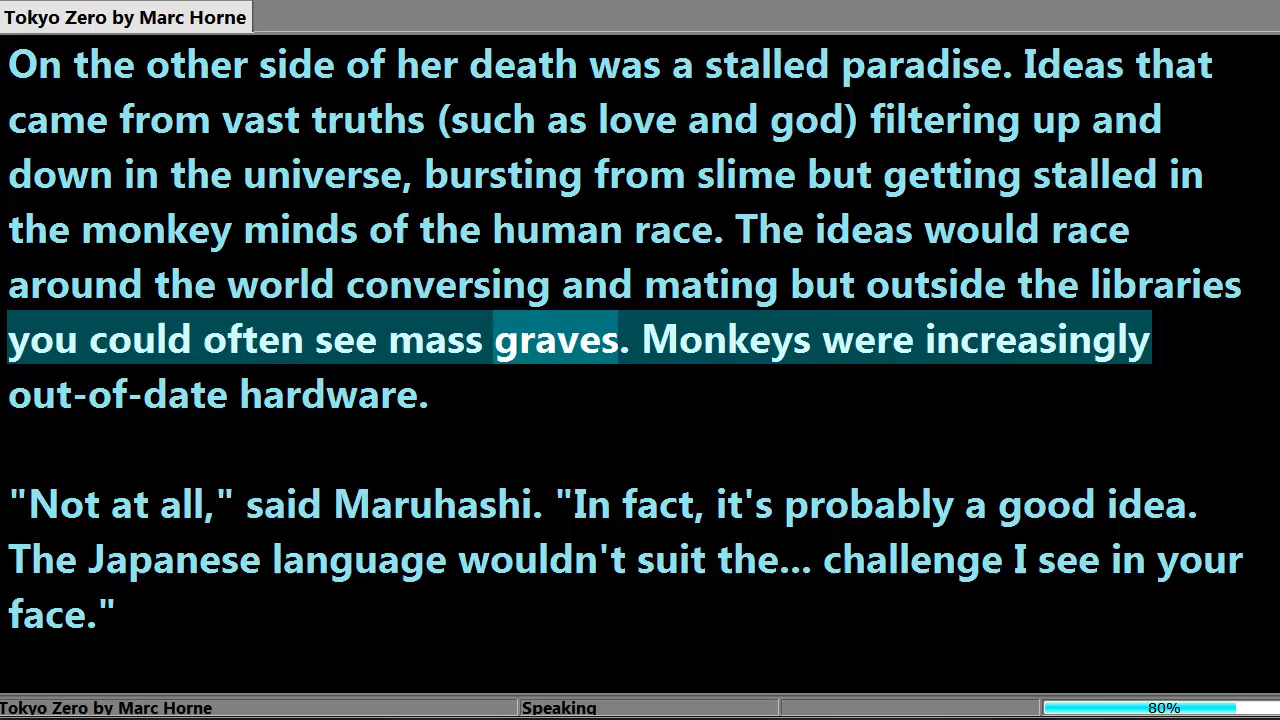 Tokyo Zero by Marc Horne
On the other side of her death was a stalled paradise. Ideas that
came from vast truths (such as love and god) filtering up and
down in the universe, bursting from slime but getting stalled in
the monkey minds of the human race. The ideas would race
around the world conversing and mating but outside the libraries
you could often see mass graves. Monkeys were increasingly
out-of-date hardware.
"Not at all," said Maruhashi. "In fact, it's probably a good idea.
The Japanese language wouldn't suit the... challenge I see in your
face."
Tokyo Zero by Marc Horne Speaking 80%